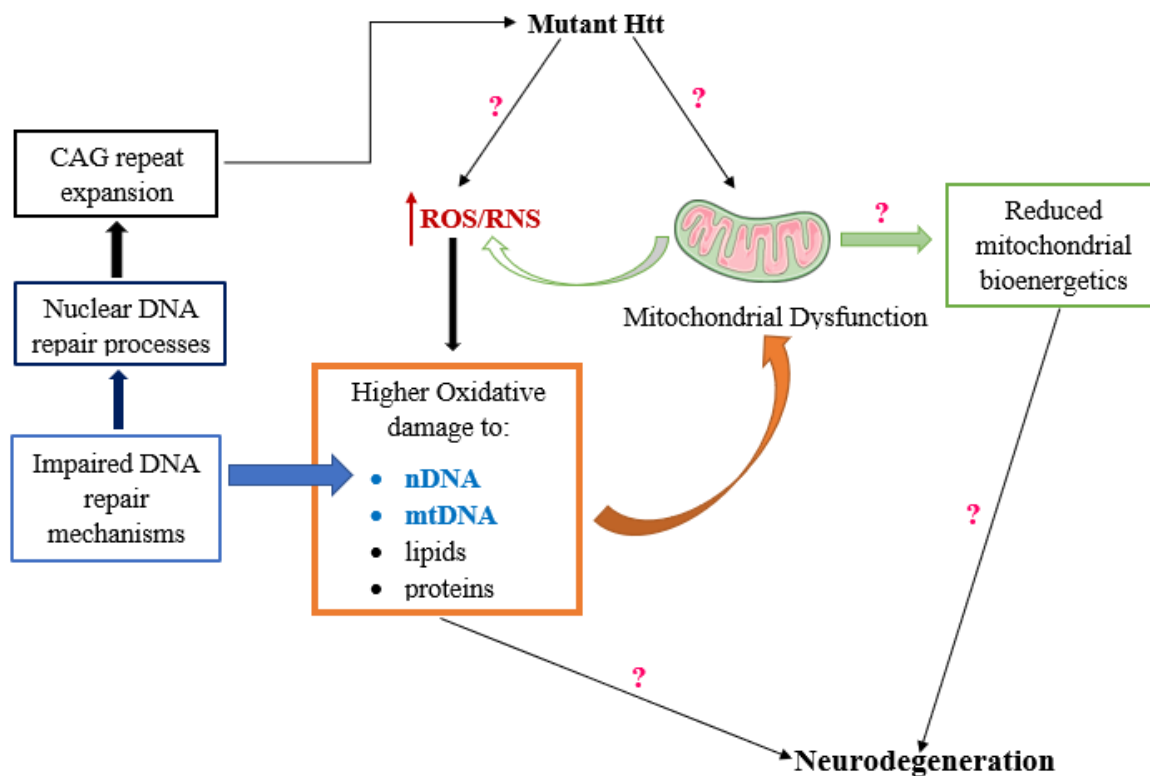 Mutant Htt
?
?
CAG repeat
expansion
ROS/RNS
?
Reduced
mitochondrial
bioenergetics
Nuclear DNA
repair processes
Mitochondrial Dysfunction
Higher Oxidative
damage to:
• nDNA
• mtDNA
• lipids
• proteins
Impaired DNA
repair
mechanisms
?
?
Neurodegeneration